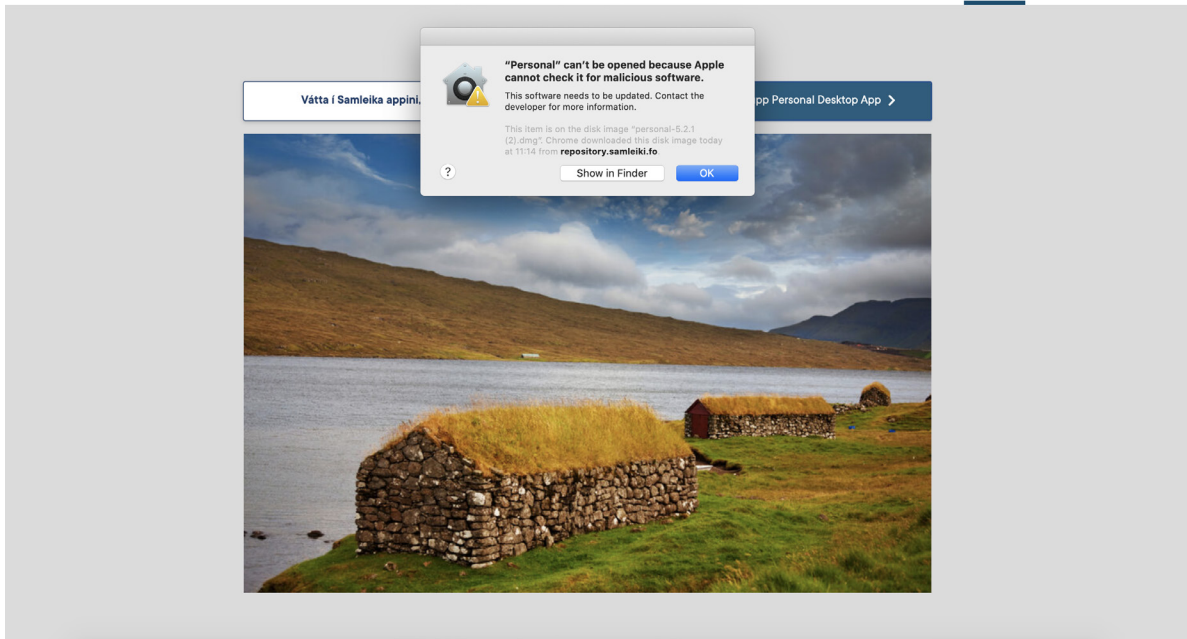 “Personal” can’t be opened because Apple
cannot check it for malicious software.
This software needs to be updated. Contact the
developer for more information.
This item is on the disk image “personal-5.2.1
(2).dmg”. Chrome downloaded this disk image today
at 11:14 from repository.samleiki.fo.
? Show in Finder OK
Vátta í Samleika appini,
pp Personal Desktop App